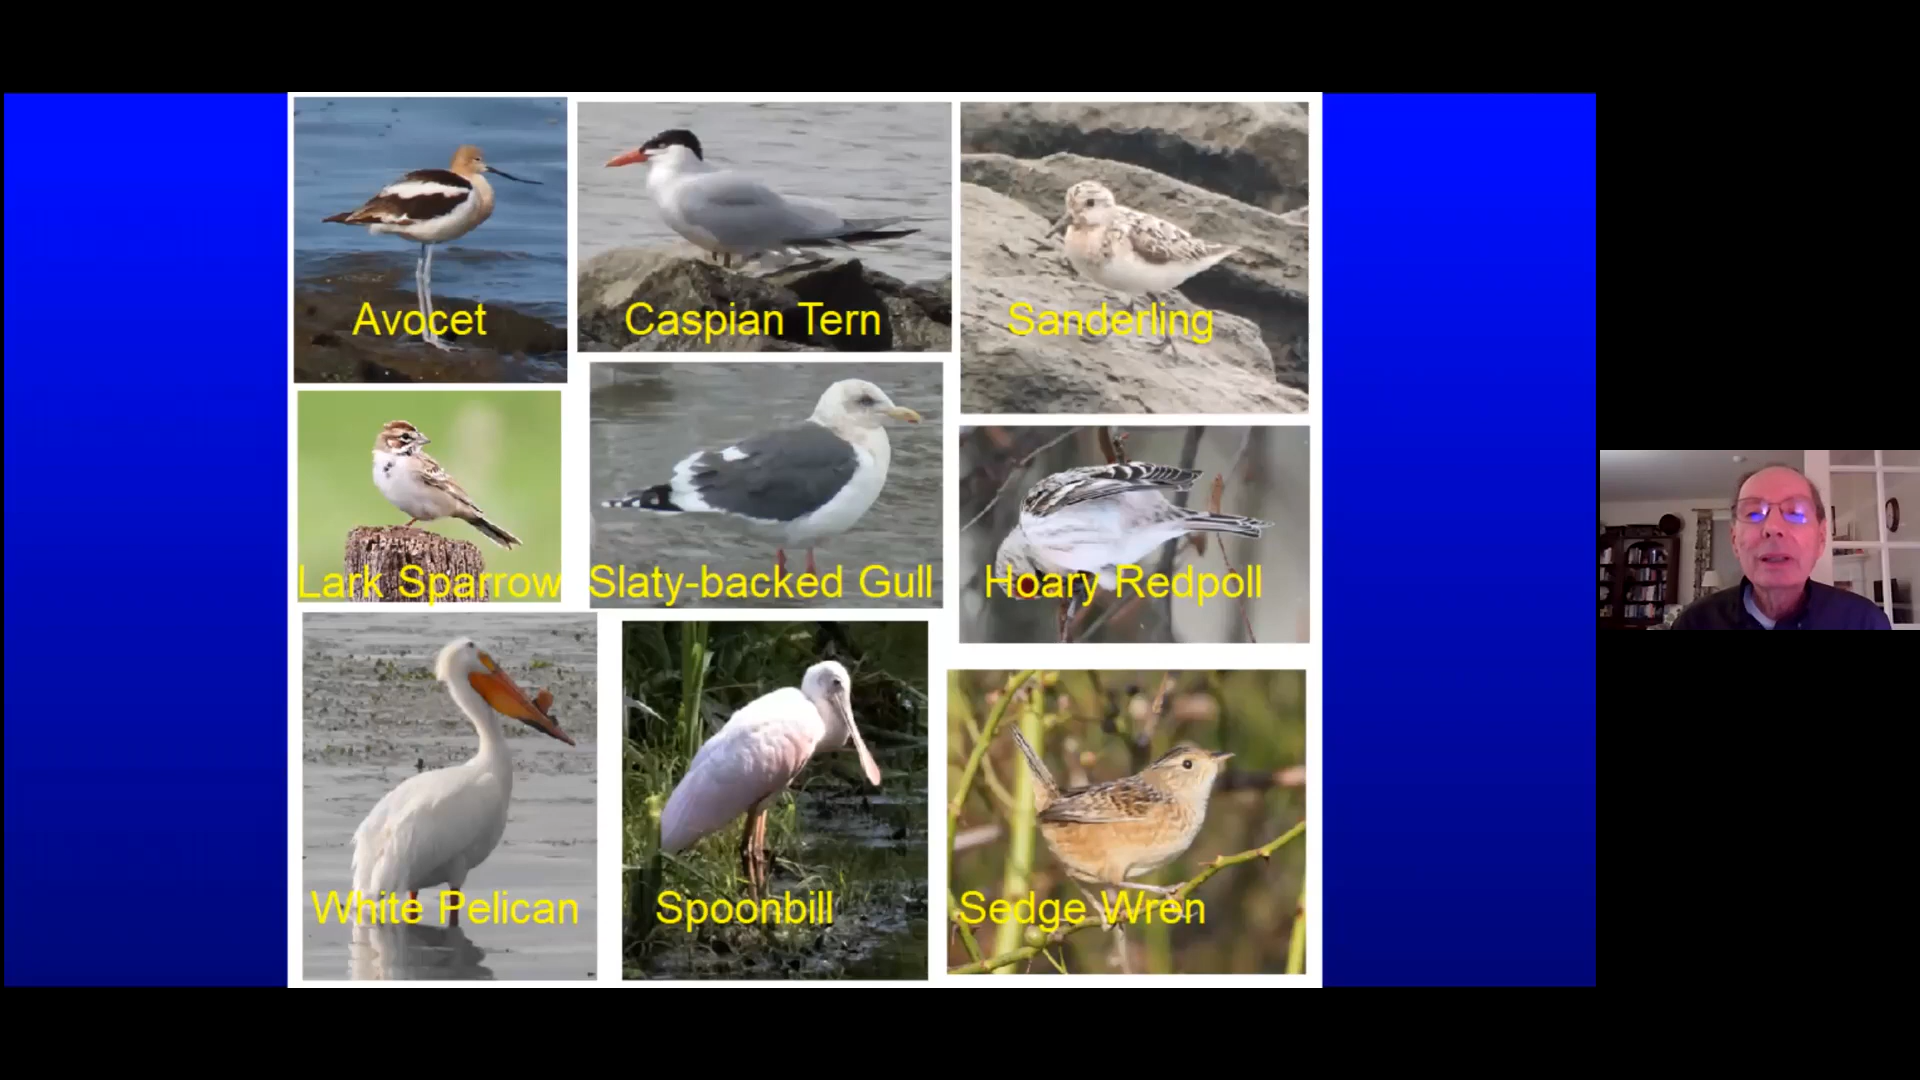 Avocet
Caspian Tern
Sanderling
Lark Sparrow
Slaty-backed Gull
Hoary Redpoll
White Pelican
Spoonbill
Sedge Wren